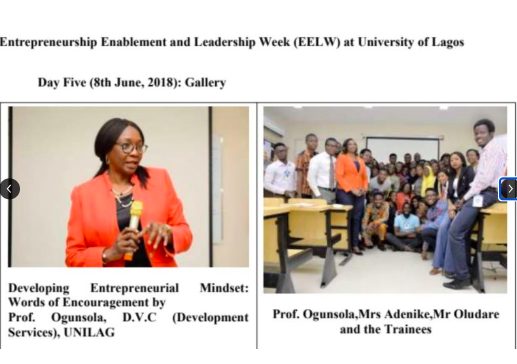 Entrepreneurship Enablement and Leadership Week (EELW) at University of Lagos
Day Five (8th June, 2018): Gallery
Developing Entrepreneurial Mindset:
Words of Encouragement by
Prof. Ogunsola, D.V.C (Development
Services), UNILAG
Prof. Ogunsola,Mrs Adenike,Mr Oludare
and the Trainees